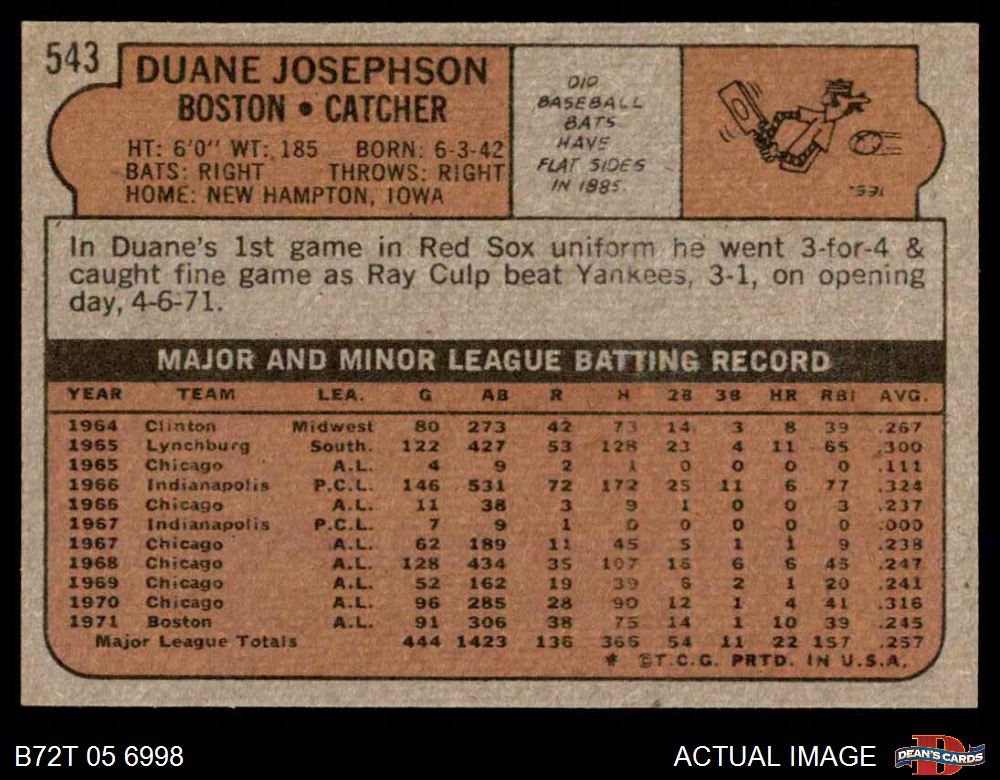 543
DUANE JOSEPHSON
BOSTON • CATCHER
HT: 6'0" WT: 185 BORN: 6-3-42
BATS: RIGHT THROWS: RIGHT
HOME: NEW HAMPTON, IOWA
DID
BASEBALL
BATS
HAVE
FLAT SIDES
IN 1885.
YES.
In Duane's 1st game in Red Sox uniform he went 3-for-4 &
caught fine game as Ray Culp beat Yankees, 3-1, on opening
day, 4-6-71.
MAJOR AND MINOR LEAGUE BATTING RECORD
YEAR TEAM LEA. G AB R H 2B 3B HR RBI AVG.
1964 Clinton Midwest 80 273 42 73 14 3 8 39 .267
1965 Lynchburg South. 122 427 53 128 23 4 11 65 .300
1965 Chicago A.L. 4 9 2 1 0 0 0 0 .111
1966 Indianapolis P.C.L. 146 531 72 172 25 11 6 77 .324
1966 Chicago A.L. 11 38 3 9 1 0 0 3 .237
1967 Indianapolis P.C.L. 7 9 1 0 0 0 0 0 .000
1967 Chicago A.L. 62 189 11 45 5 1 1 9 .238
1968 Chicago A.L. 128 434 35 107 16 6 6 45 .247
1969 Chicago A.L. 52 162 19 39 6 2 1 20 .241
1970 Chicago A.L. 96 285 28 90 12 1 4 41 .316
1971 Boston A.L. 91 306 38 75 14 1 10 39 .245
Major League Totals 444 1423 136 366 54 11 22 157 .257
* ©T.C.G. PRTD. IN U.S.A.
B72T 05 6998
ACTUAL IMAGE
D
DEAN'S CARDS